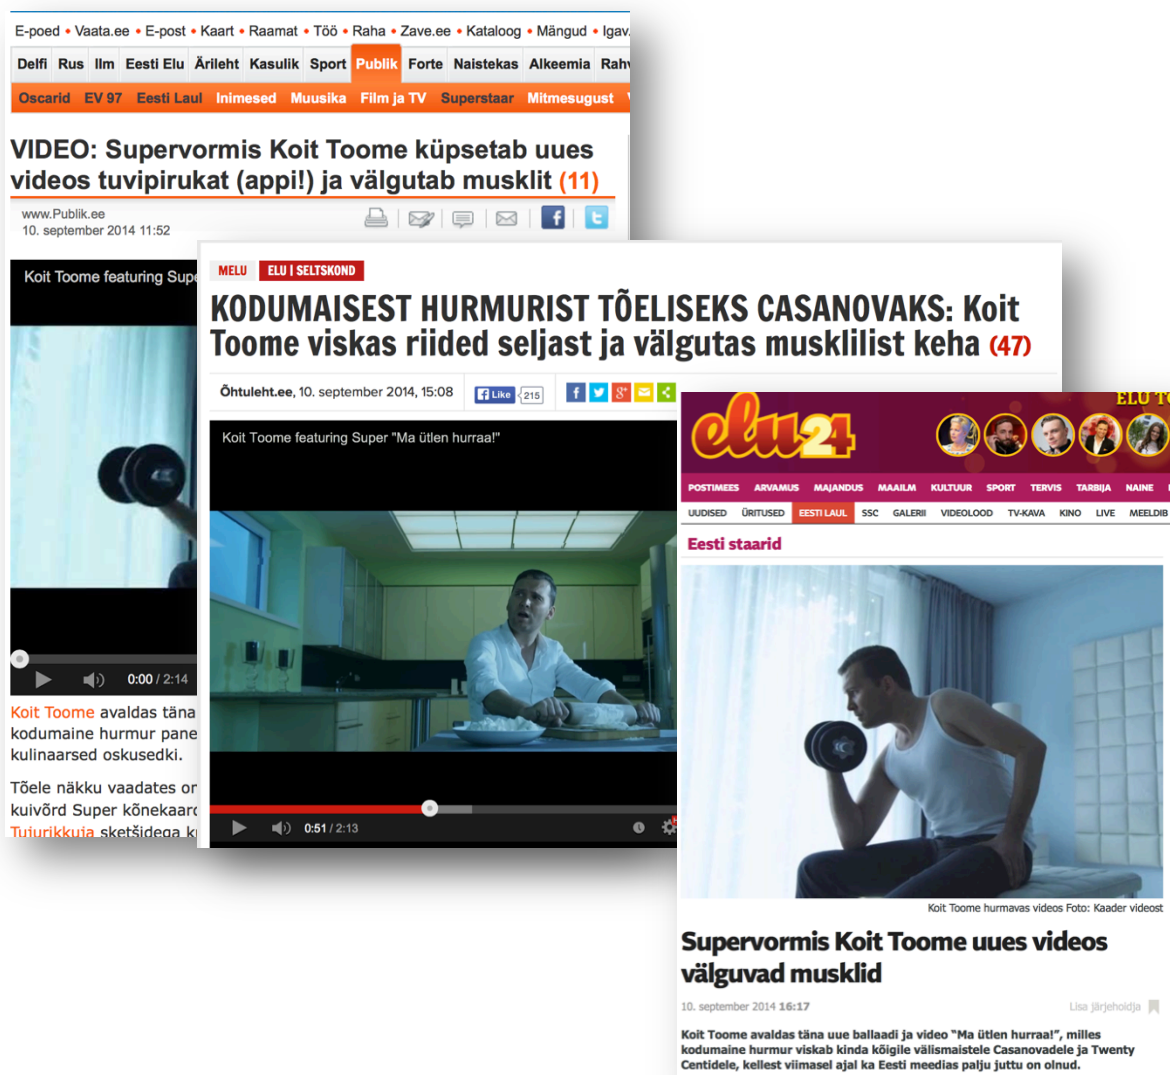 E-poed • Vaata.ee • E-post • Kaart • Raamat • Töö • Raha • Zave.ee • Kataloog • Mängud • Igav.
Delfi Rus Ilm Eesti Elu Ärileht Kasulik Sport Publik Forte Naistekas Alkeemia Rahv
Oscarid EV 97 Eesti Laul Inimesed Muusika Film ja TV Superstaar Mitmesugust
VIDEO: Supervormis Koit Toome küpsetab uues
videos tuvipirukat (appi!) ja välgutab musklit (11)
www.Publik.ee
10. september 2014 11:52
Koit Toome featuring Supe
0:00 / 2:14
Koit Toome avaldas täna
kodumaine hurmur pane
kulinaarsed oskusedki.
Tõele näkku vaadates on
kuivõrd Super kõnekaard
Tujurikkuja sketšidega k
MELU ELU | SELTSKOND
KODUMAISEST HURMURIST TÕELISEKS CASANOVAKS: Koit
Toome viskas riided seljast ja välgutas musklilist keha (47)
Õhtuleht.ee, 10. september 2014, 15:08 Like 215
Koit Toome featuring Super "Ma ütlen hurraa!"
0:51 / 2:13
elu24
ELU TO
POSTIMEES ARVAMUS MAJANDUS MAAILM KULTUUR SPORT TERVIS TARBIJA NAINE
UUDISED ÜRITUSED EESTI LAUL SSC GALERII VIDEOLOOD TV-KAVA KINO LIVE MEELDIB
Eesti staarid
Koit Toome hurmavas videos Foto: Kaader videost
Supervormis Koit Toome uues videos
välguvad musklid
10. september 2014 16:17 Lisa järjehoidja
Koit Toome avaldas täna uue ballaadi ja video "Ma ütlen hurraa!", milles
kodumaine hurmur viskab kinda kõigile välismaistele Casanovadele ja Twenty
Centidele, kellest viimasel ajal ka Eesti meedias palju juttu on olnud.